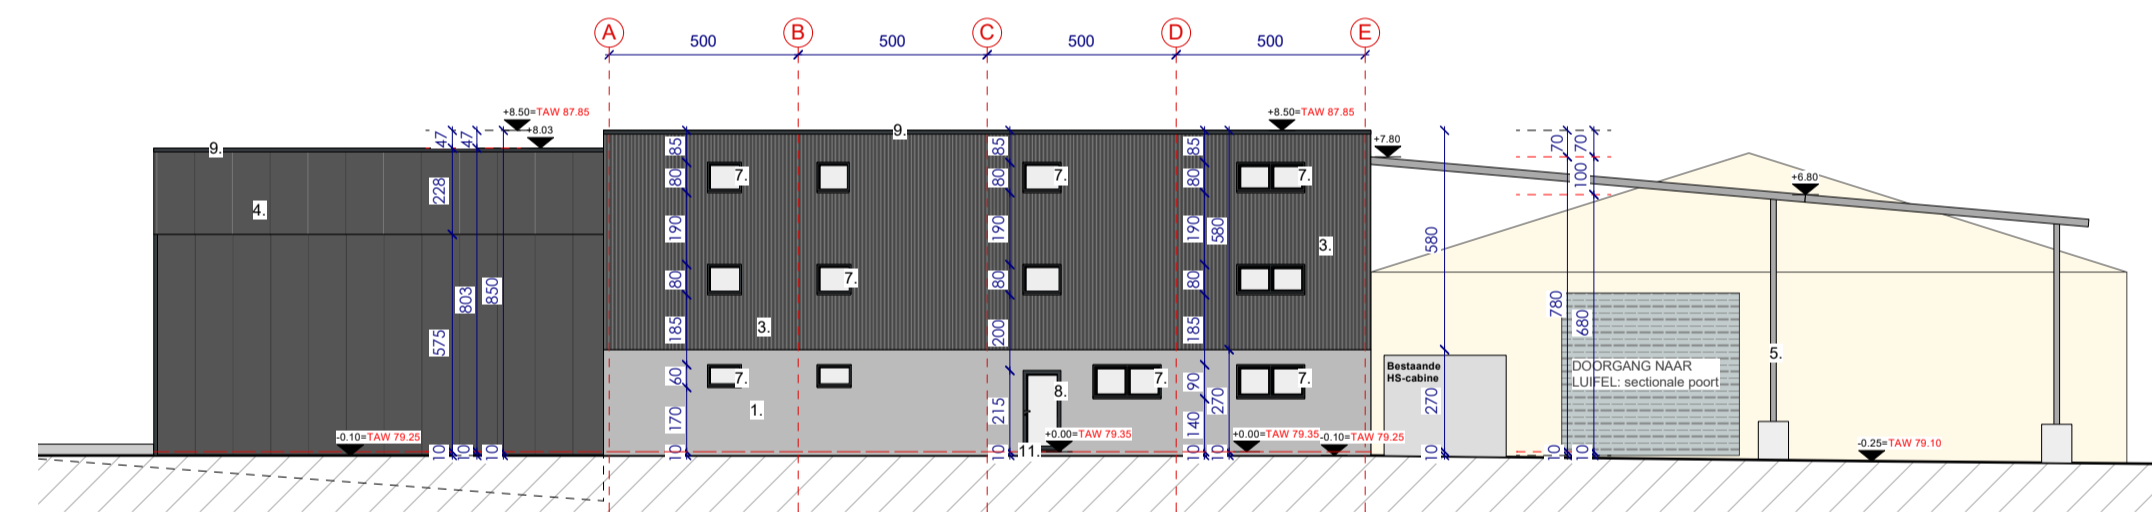 A B C D E
500 500 500 500
+8.50=TAW 87.85
+8.03
+8.50=TAW 87.85
+7.80
+6.80
9.
9.
47 47
228
4.
803
850
575
10 10 10
-0.10=TAW 79.25
85 80 190 80 185 60 170 10
7.
7.
3.
7.
1.
85 80 190 80 200 215 10
7.
7.
8.
11.
+0.00=TAW 79.35
85 80 190 80 185 90 140 10
580
270
10
7.
3.
7.
+0.00=TAW 79.35
-0.10=TAW 79.25
580
270
10
Bestaande
HS-cabine
70 70
100
780
680
10 10
DOORGANG NAAR
LUIFEL: sectionale poort
5.
-0.25=TAW 79.10